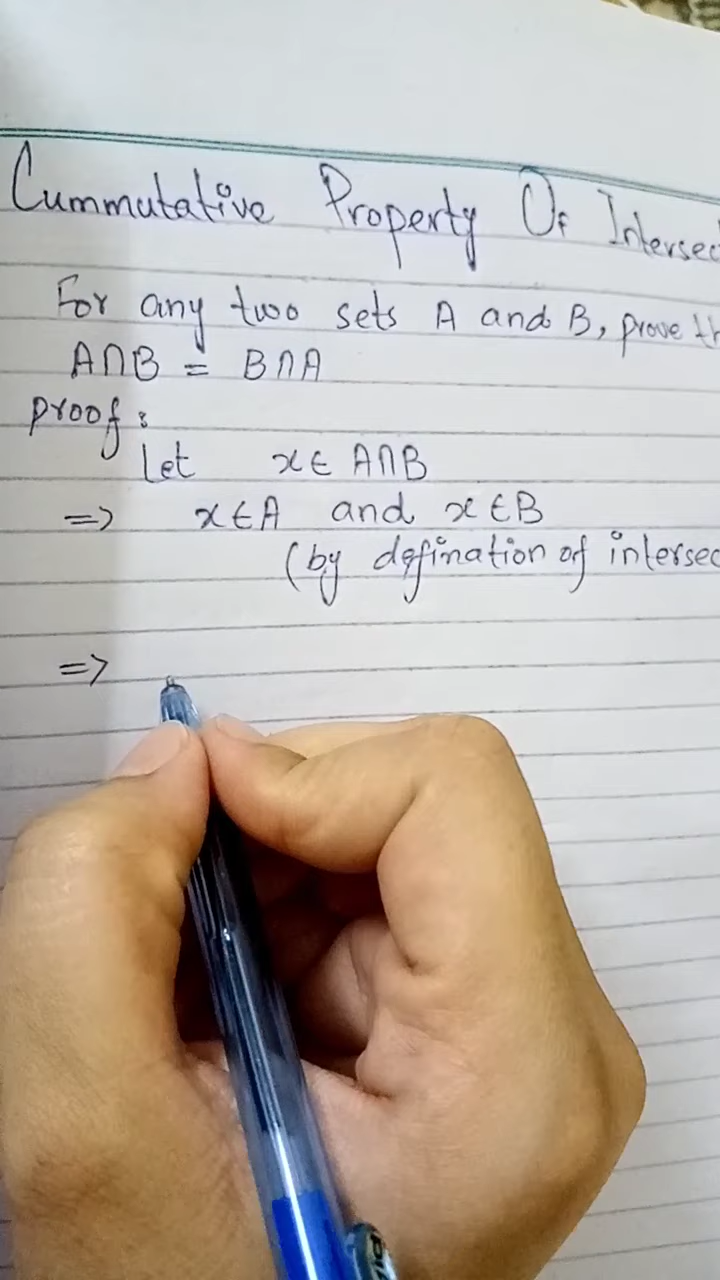 Cummutative Property Of Intersec
For any two sets A and B, prove th
A∩B = B∩A
proof:
Let x∈ A∩B
=> x∈A and x∈B
(by defination of intersec
=>